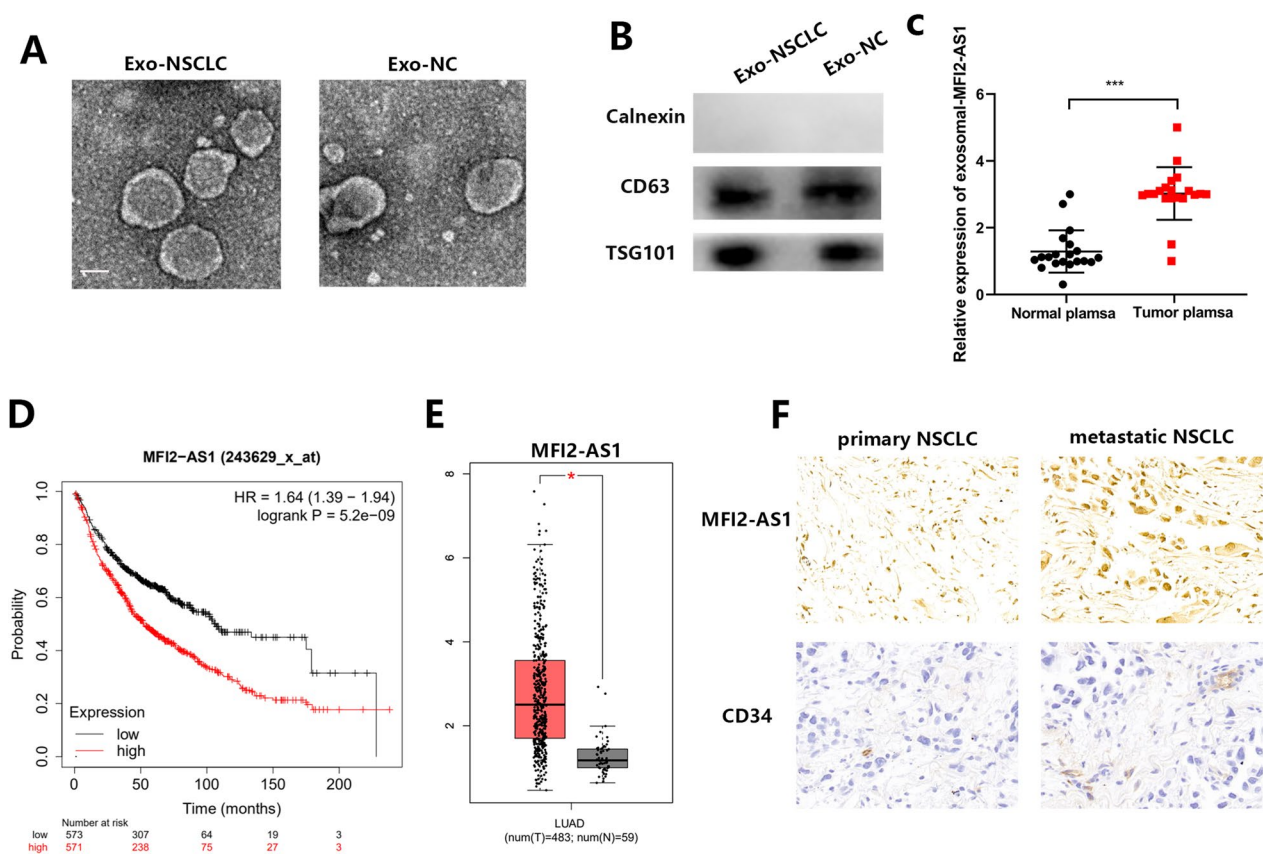 A
Exo-NSCLC
Exo-NC
B
Exo-NSCLC
Exo-NC
Calnexin
CD63
TSG101
C
Relative expression of exosomal-MFI2-AS1
6
4
2
0
***
Normal plamsa
Tumor plamsa
D
MFI2−AS1 (243629_x_at)
HR = 1.64 (1.39 − 1.94)
logrank P = 5.2e−09
Probability
1.0
0.8
0.6
0.4
0.2
0.0
Expression
low
high
0 50 100 150 200
Time (months)
Number at risk
low 573 307 64 19 3
high 571 238 75 27 3
E
MFI2-AS1
*
8
6
4
2
LUAD
(num(T)=483; num(N)=59)
F
primary NSCLC
metastatic NSCLC
MFI2-AS1
CD34